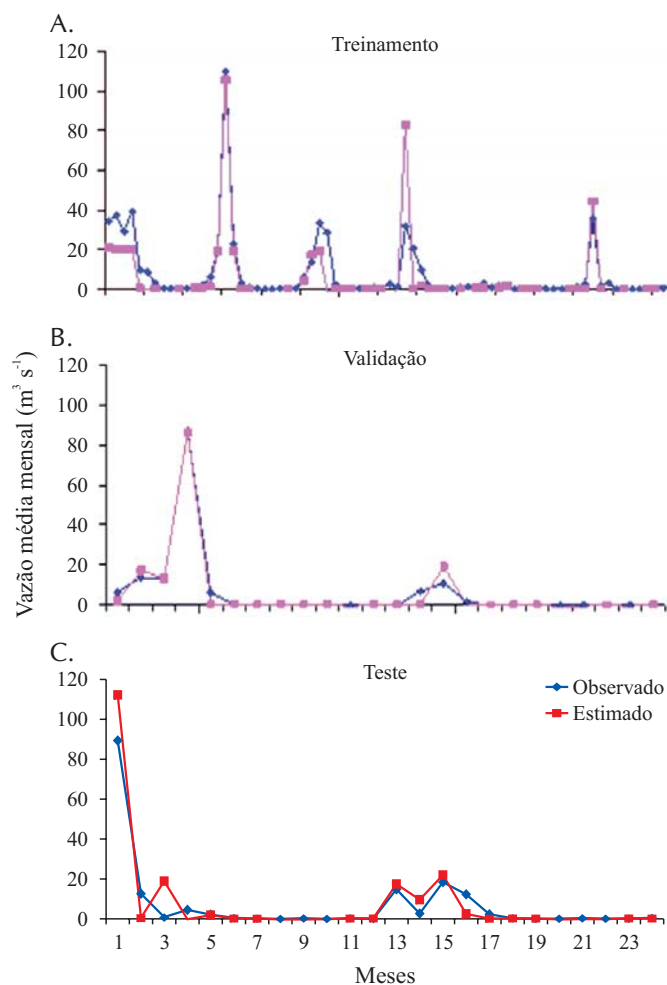 A.
Treinamento
120
100
80
60
40
20
0
B.
Validação
120
100
80
60
40
20
0
Vazão média mensal (m³ s⁻¹)
C.
Teste
120
100
80
60
40
20
0
Observado
Estimado
1 3 5 7 9 11 13 15 17 19 21 23
Meses